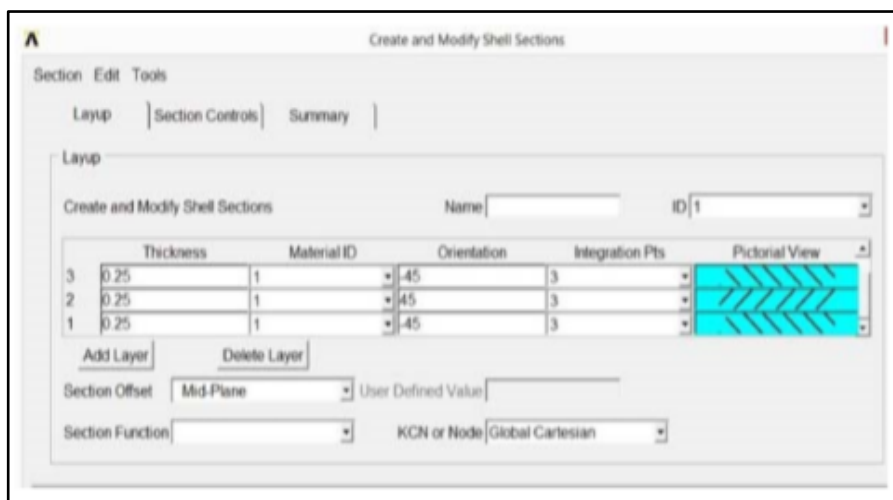 Create and Modify Shell Sections
Section Edit Tools
Layup Section Controls Summary
Layup
Create and Modify Shell Sections Name ID 1
Thickness Material ID Orientation Integration Pts Pictorial View
3 0.25 1 -45 3
2 0.25 1 45 3
1 0.25 1 -45 3
Add Layer Delete Layer
Section Offset Mid-Plane User Defined Value
Section Function KCN or Node Global Cartesian